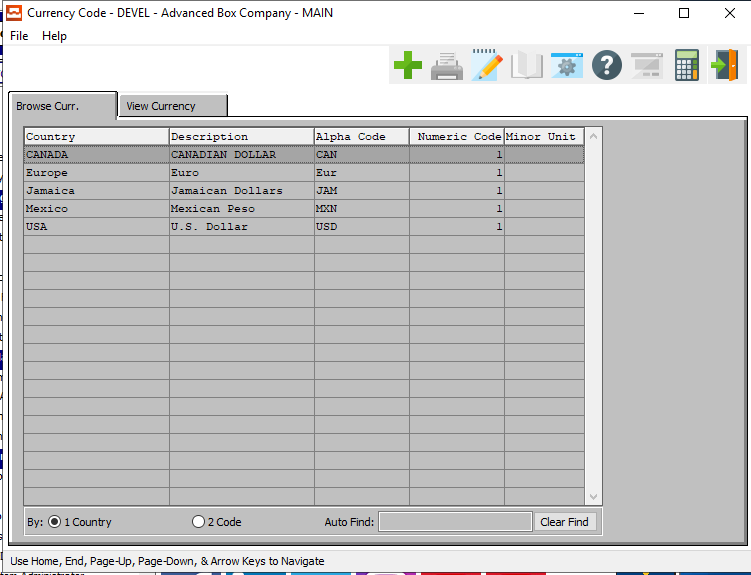 Currency Code - DEVEL - Advanced Box Company - MAIN
File Help
Browse Curr. View Currency
Country Description Alpha Code Numeric Code Minor Unit
CANADA CANADIAN DOLLAR CAN 1
Europe Euro Eur 1
Jamaica Jamaican Dollars JAM 1
Mexico Mexican Peso MXN 1
USA U.S. Dollar USD 1
By: 1 Country 2 Code Auto Find: Clear Find
Use Home, End, Page-Up, Page-Down, & Arrow Keys to Navigate